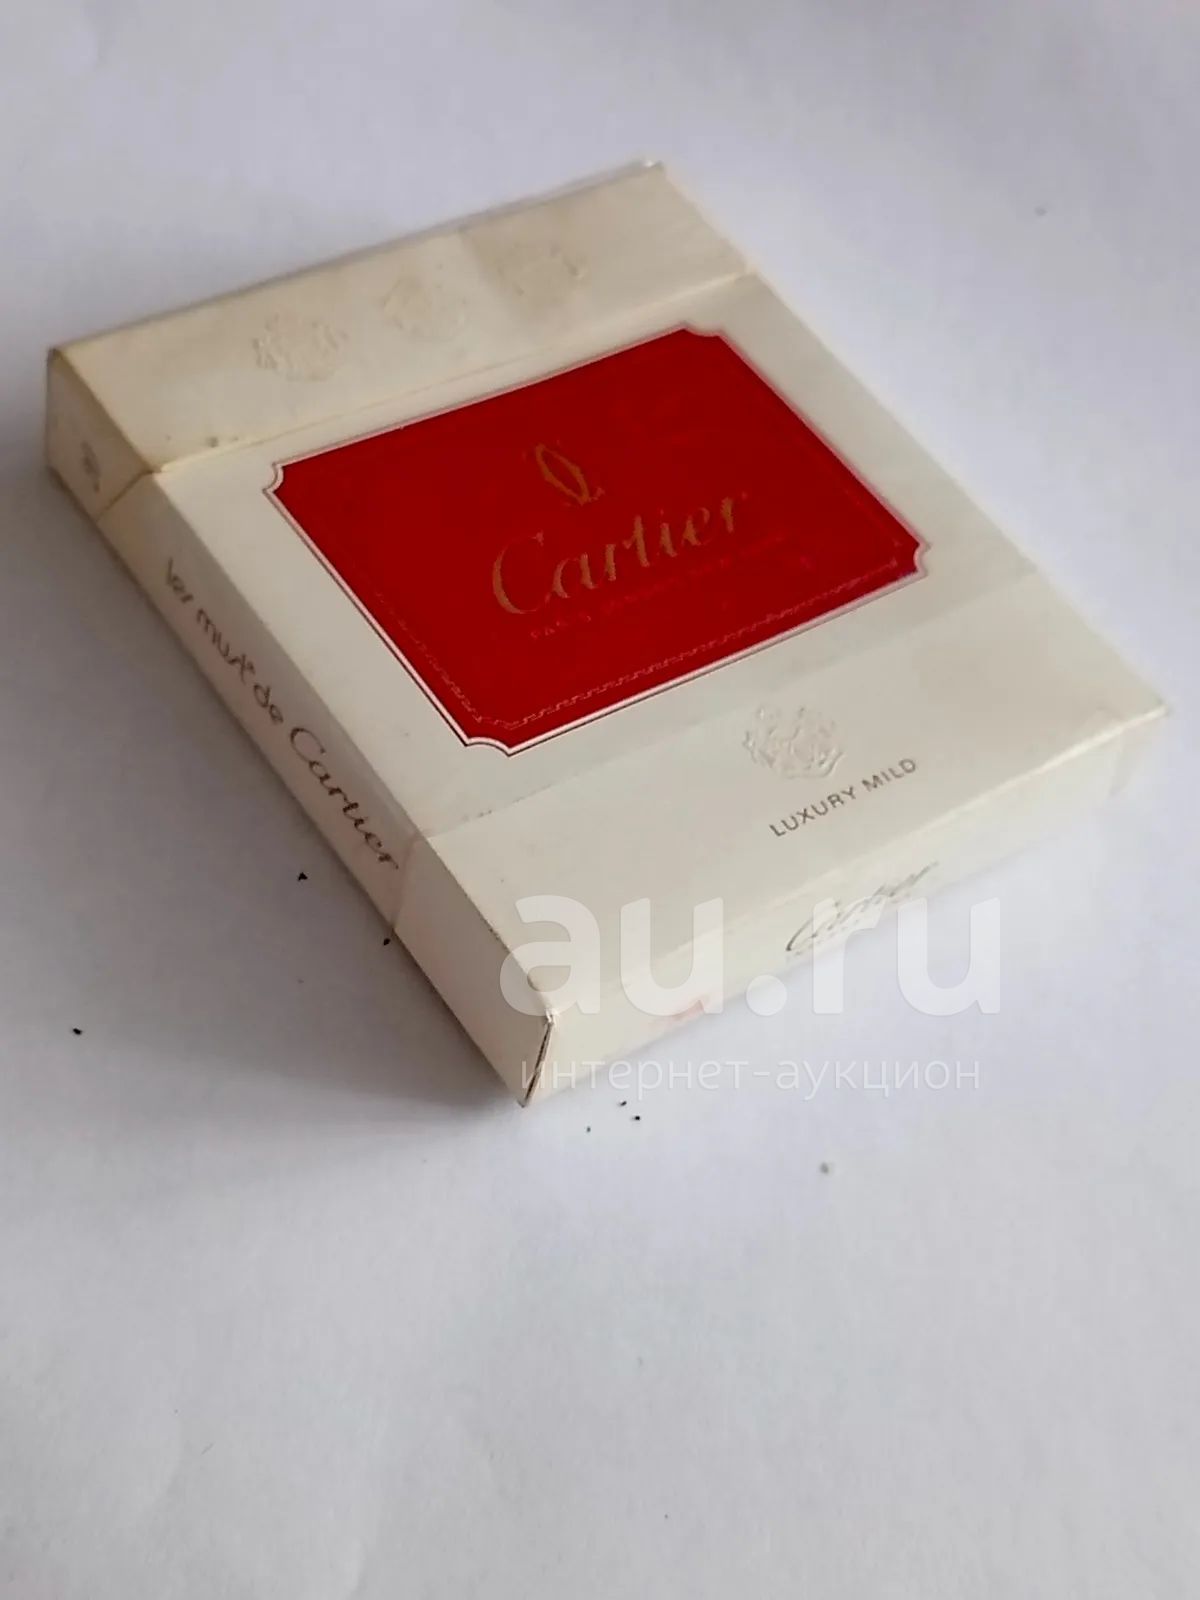 Cartier
LUXURY MILD
les must de Cartier
Cartier
au.ru
интернет-аукцион